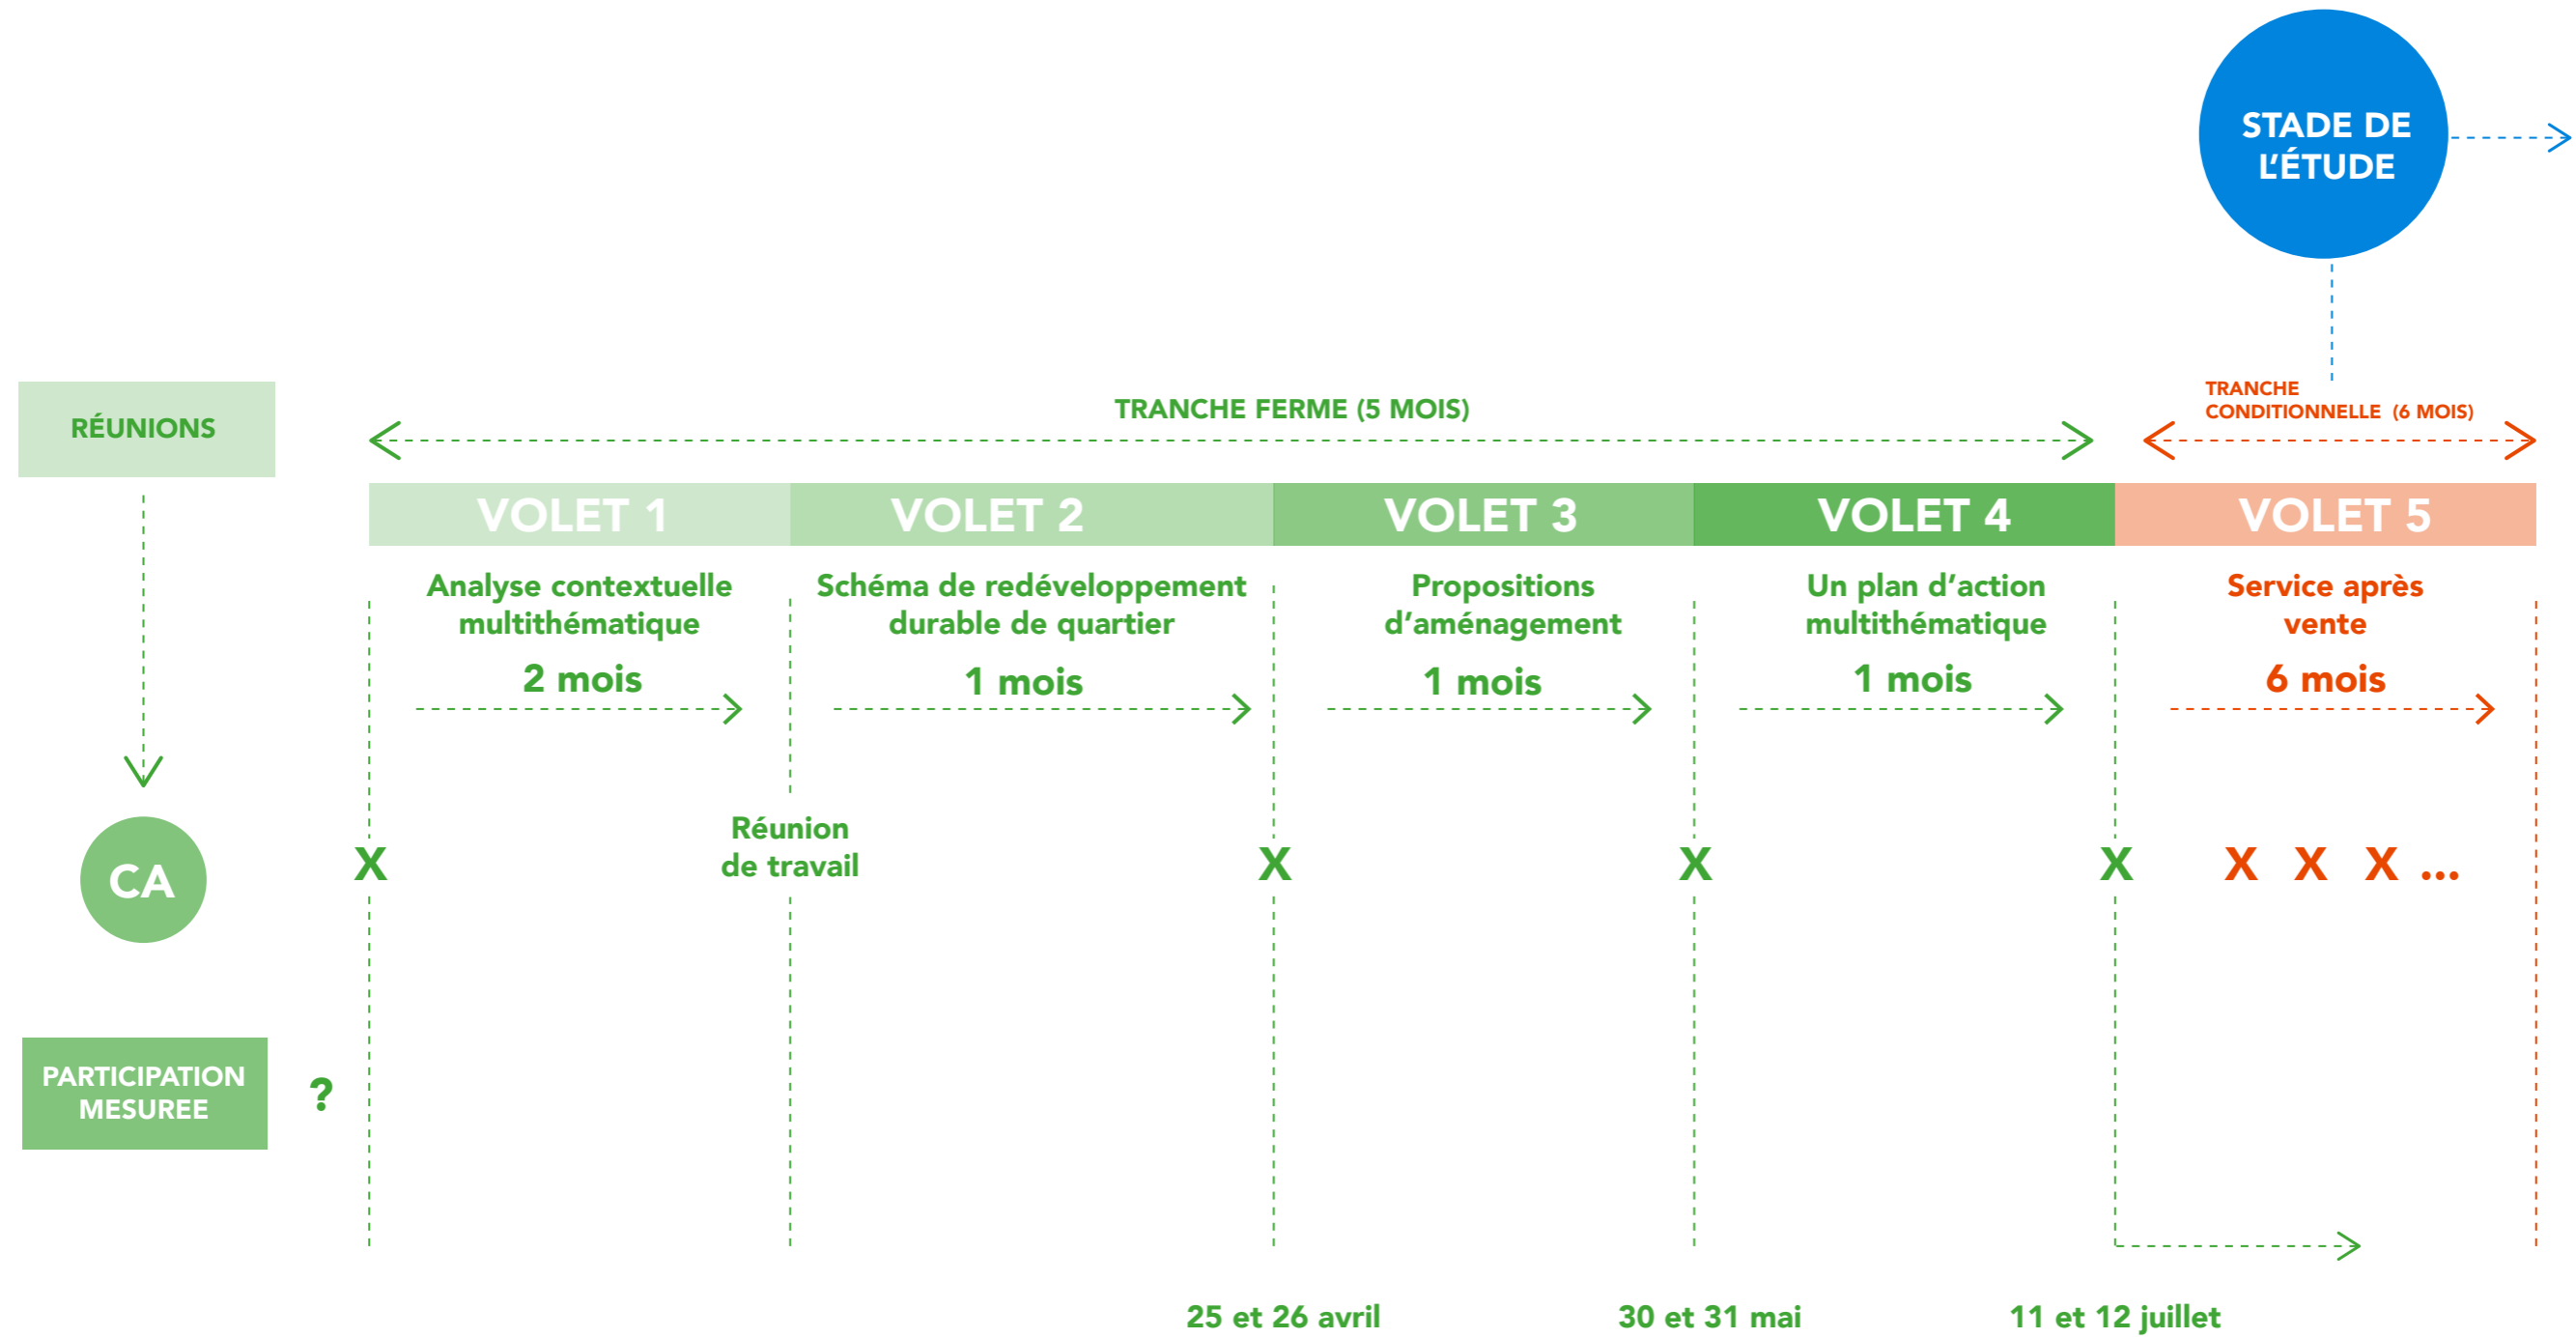 STADE DE
L'ÉTUDE
RÉUNIONS
TRANCHE FERME (5 MOIS)
TRANCHE
CONDITIONNELLE (6 MOIS)
VOLET 1
VOLET 2
VOLET 3
VOLET 4
VOLET 5
Analyse contextuelle
multithématique
2 mois
Schéma de redéveloppement
durable de quartier
1 mois
Propositions
d'aménagement
1 mois
Un plan d'action
multithématique
1 mois
Service après
vente
6 mois
CA
X
Réunion
de travail
X
X
X
X X X ...
PARTICIPATION
MESUREE
?
25 et 26 avril
30 et 31 mai
11 et 12 juillet